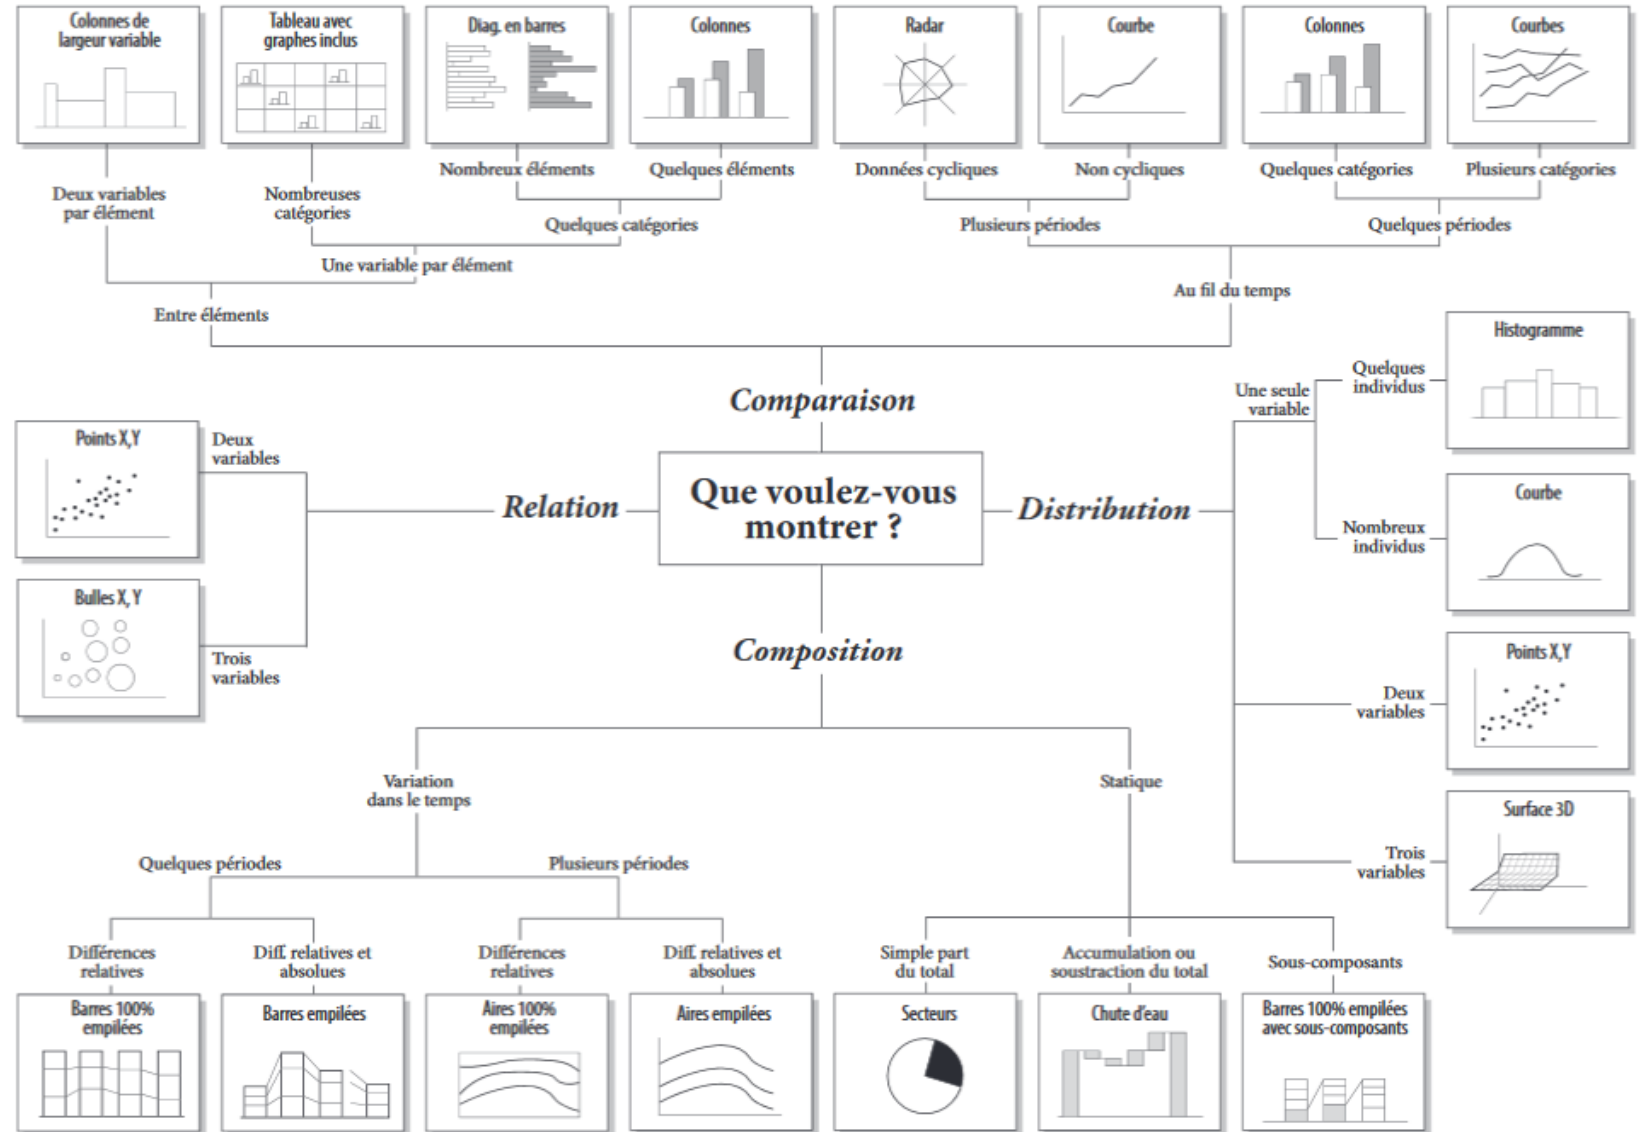 Colonnes de
largeur variable
Tableau avec
graphes inclus
Diag. en barres
Colonnes
Radar
Courbe
Colonnes
Courbes
Deux variables
par élément
Nombreuses
catégories
Nombreux éléments
Quelques éléments
Données cycliques
Non cycliques
Quelques catégories
Plusieurs catégories
Quelques catégories
Plusieurs périodes
Quelques périodes
Une variable par élément
Entre éléments
Au fil du temps
Comparaison
Relation
Que voulez-vous
montrer ?
Distribution
Composition
Points X,Y
Deux
variables
Bulles X, Y
Trois
variables
Une seule
variable
Quelques
individus
Histogramme
Nombreux
individus
Courbe
Deux
variables
Points X,Y
Trois
variables
Surface 3D
Variation
dans le temps
Statique
Quelques périodes
Plusieurs périodes
Différences
relatives
Diff. relatives et
absolues
Différences
relatives
Diff. relatives et
absolues
Simple part
du total
Accumulation ou
soustraction du total
Sous-composants
Barres 100%
empilées
Barres empilées
Aires 100%
empilées
Aires empilées
Secteurs
Chute d'eau
Barres 100% empilées
avec sous-composants